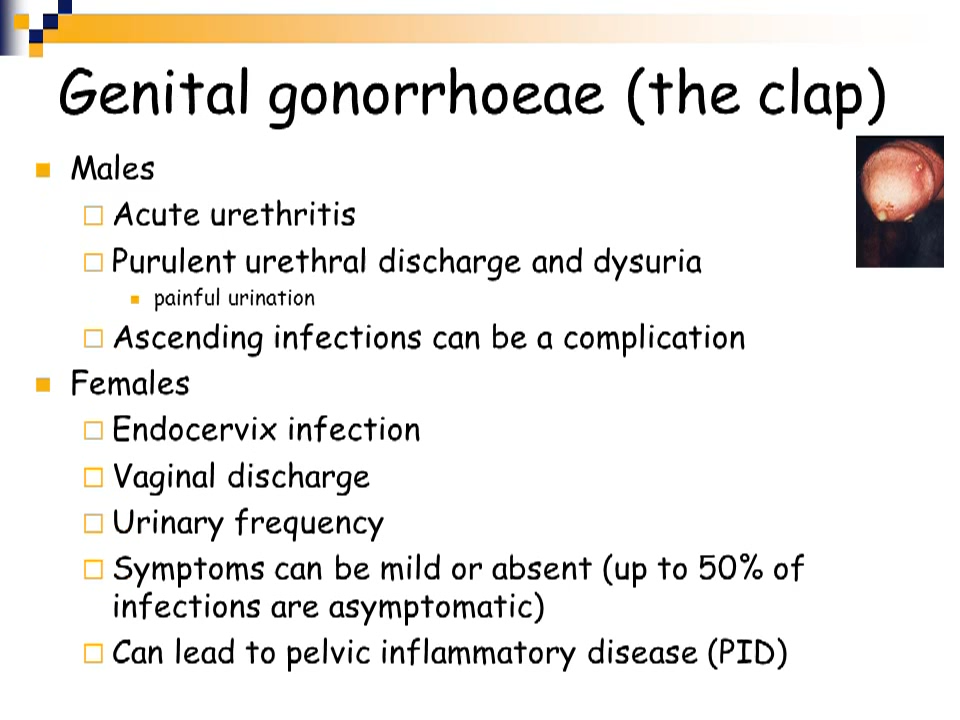 Genital gonorrhoeae (the clap)
Males
Acute urethritis
Purulent urethral discharge and dysuria
painful urination
Ascending infections can be a complication
Females
Endocervix infection
Vaginal discharge
Urinary frequency
Symptoms can be mild or absent (up to 50% of
infections are asymptomatic)
Can lead to pelvic inflammatory disease (PID)